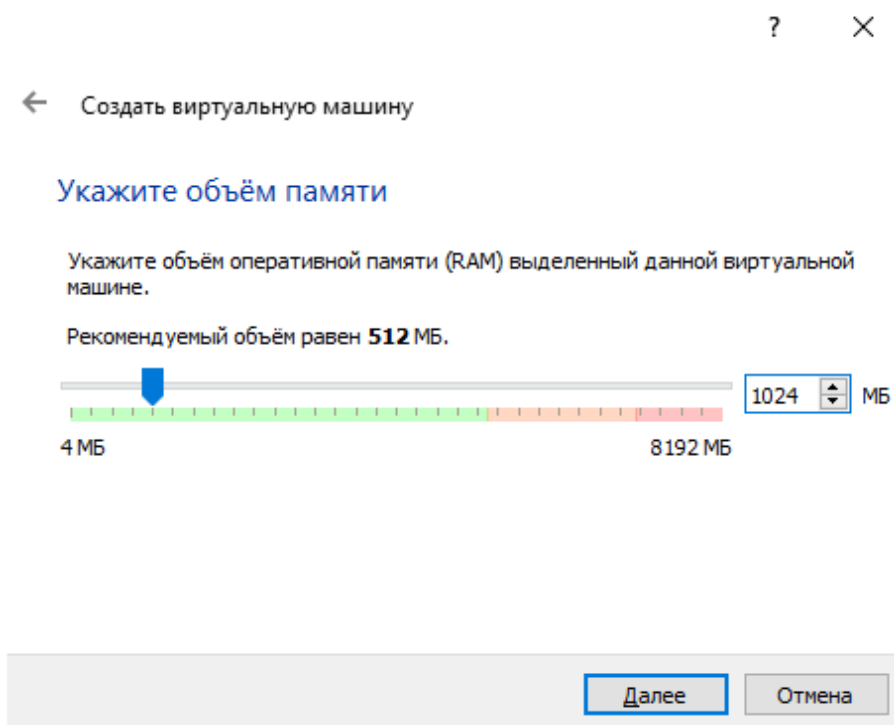 ?
Создать виртуальную машину
Укажите объём памяти
Укажите объём оперативной памяти (RAM) выделенный данной виртуальной
машине.
Рекомендуемый объём равен 512 МБ.
1024 МБ
4 МБ 8192 МБ
Далее Отмена